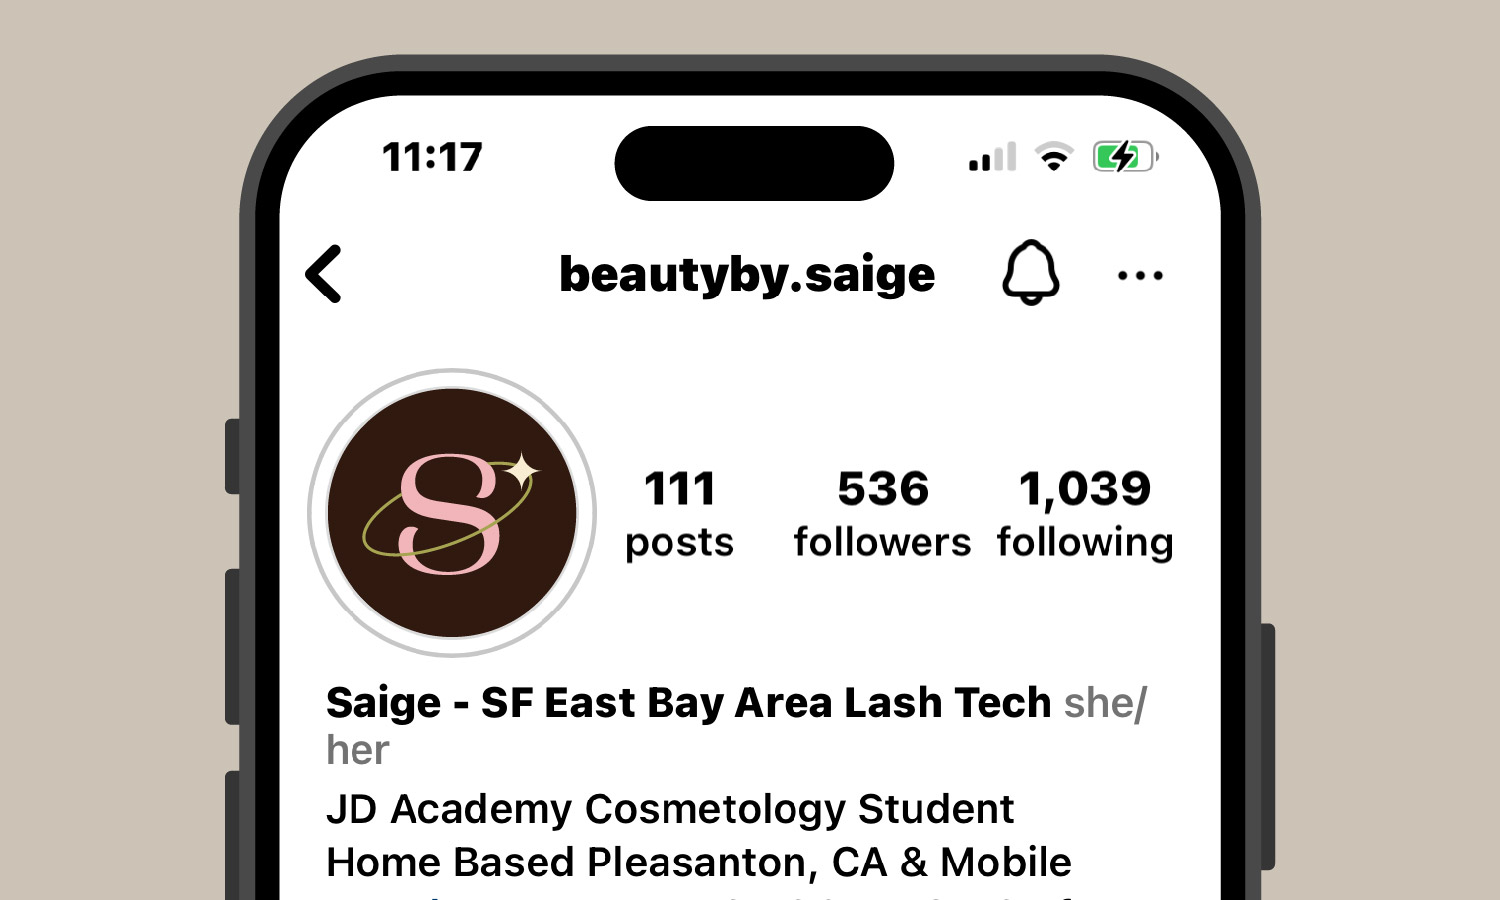 11:17
beautyby.saige
S
111 536 1,039
posts followers following
Saige - SF East Bay Area Lash Tech she/
her
JD Academy Cosmetology Student
Home Based Pleasanton, CA & Mobile